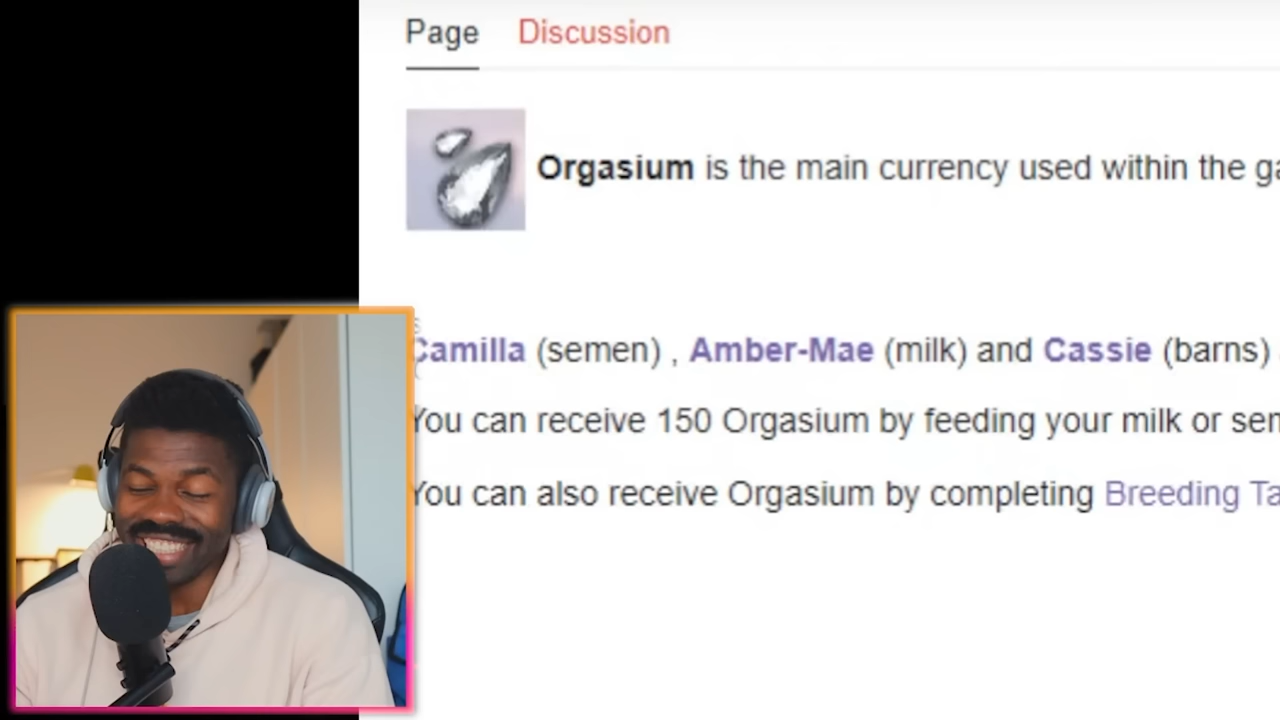 Page Discussion
Orgasium is the main currency used within the ga
Camilla (semen) , Amber-Mae (milk) and Cassie (barns)
You can receive 150 Orgasium by feeding your milk or sen
You can also receive Orgasium by completing Breeding Ta